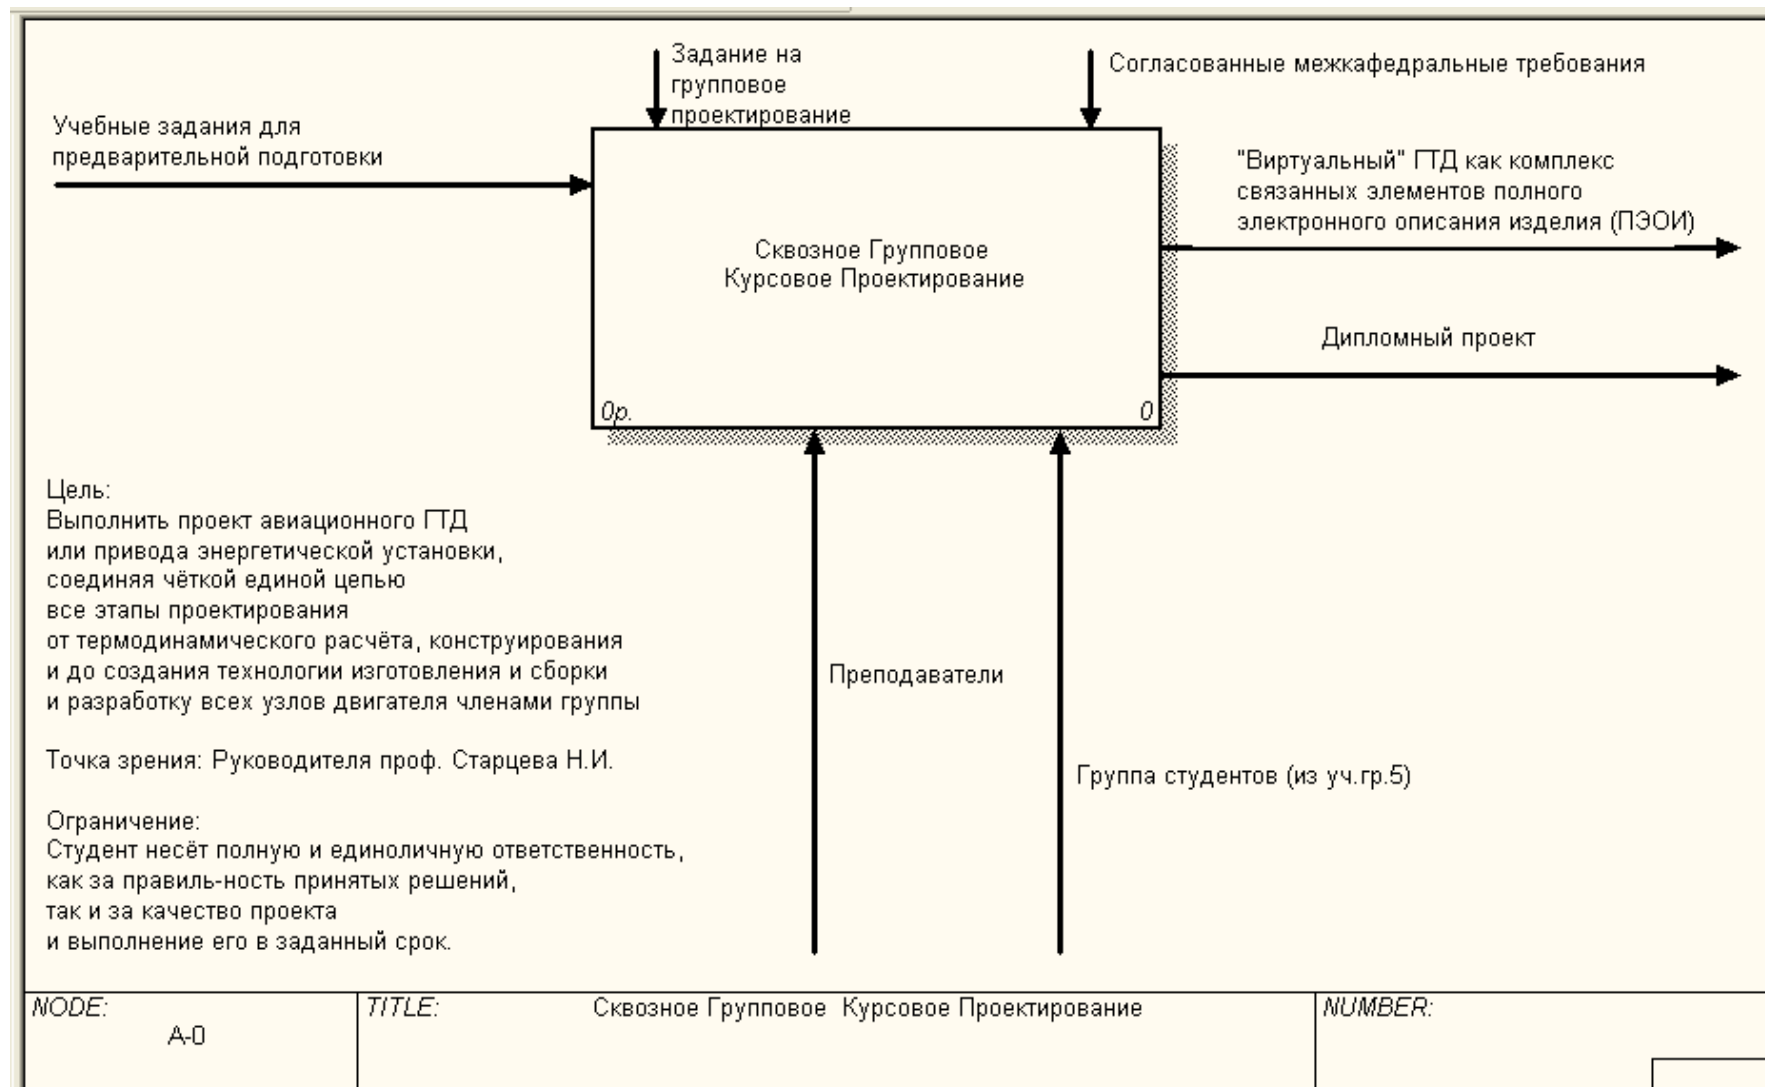 Задание на
групповое
проектирование
Согласованные межкафедральные требования
Учебные задания для
предварительной подготовки
"Виртуальный" ГТД как комплекс
связанных элементов полного
электронного описания изделия (ПЭОИ)
Сквозное Групповое
Курсовое Проектирование
Дипломный проект
0р.
0
Цель:
Выполнить проект авиационного ГТД
или привода энергетической установки,
соединяя чёткой единой цепью
все этапы проектирования
от термодинамического расчёта, конструирования
и до создания технологии изготовления и сборки
и разработку всех узлов двигателя членами группы
Преподаватели
Точка зрения: Руководителя проф. Старцева Н.И.
Группа студентов (из уч.гр.5)
Ограничение:
Студент несёт полную и единоличную ответственность,
как за правиль-ность принятых решений,
так и за качество проекта
и выполнение его в заданный срок.
NODE:
A-0
TITLE:
Сквозное Групповое Курсовое Проектирование
NUMBER: